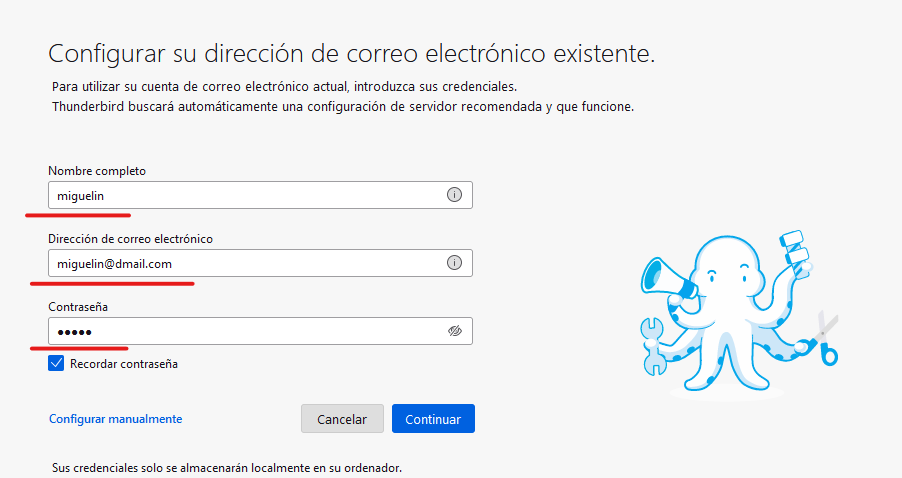 Configurar su dirección de correo electrónico existente.
Para utilizar su cuenta de correo electrónico actual, introduzca sus credenciales.
Thunderbird buscará automáticamente una configuración de servidor recomendada y que funcione.
Nombre completo
miguelin
Dirección de correo electrónico
miguelin@dmail.com
Contraseña
•••••
Recordar contraseña
Configurar manualmente
Cancelar
Continuar
Sus credenciales solo se almacenarán localmente en su ordenador.